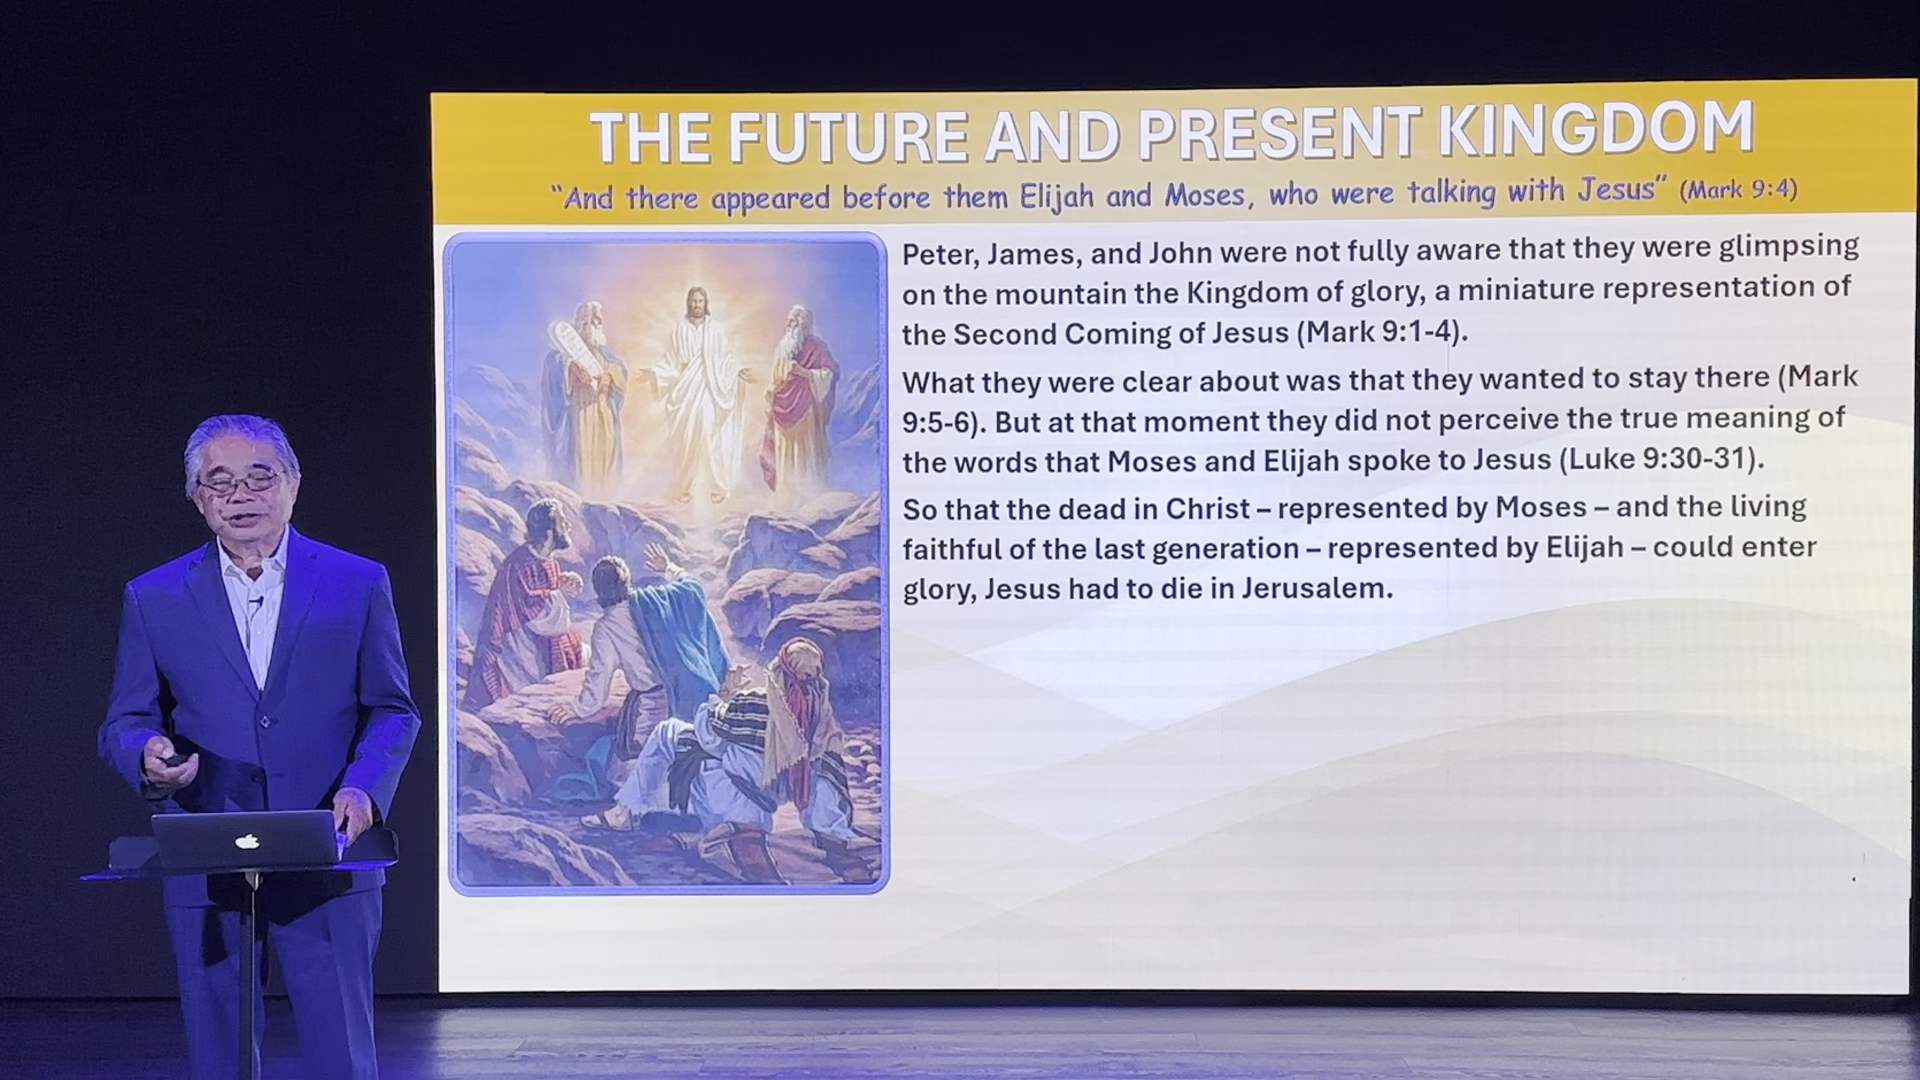 THE FUTURE AND PRESENT KINGDOM
“And there appeared before them Elijah and Moses, who were talking with Jesus” (Mark 9:4)
Peter, James, and John were not fully aware that they were glimpsing
on the mountain the Kingdom of glory, a miniature representation of
the Second Coming of Jesus (Mark 9:1-4).
What they were clear about was that they wanted to stay there (Mark
9:5-6). But at that moment they did not perceive the true meaning of
the words that Moses and Elijah spoke to Jesus (Luke 9:30-31).
So that the dead in Christ – represented by Moses – and the living
faithful of the last generation – represented by Elijah – could enter
glory, Jesus had to die in Jerusalem.